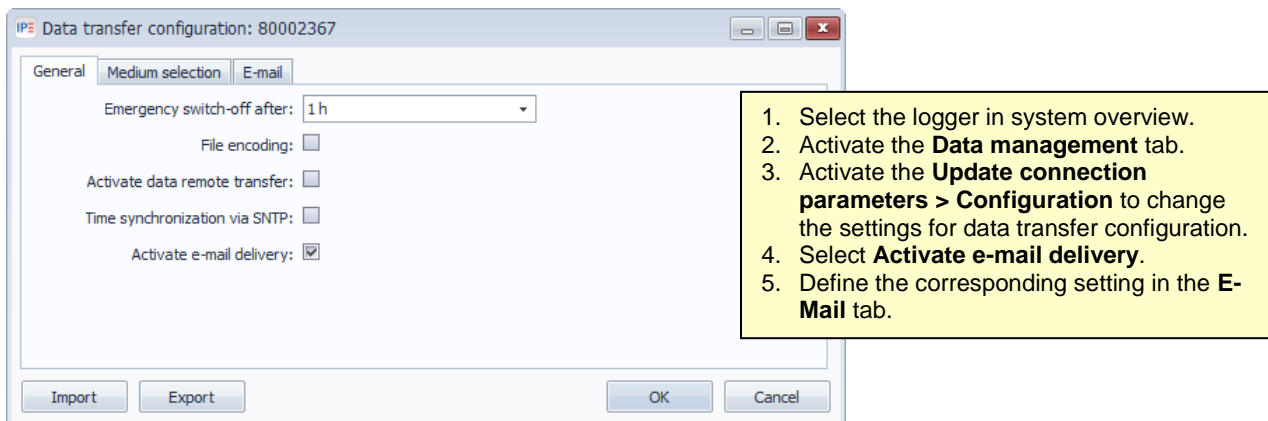 IPE Data transfer configuration: 80002367
General Medium selection E-mail
Emergency switch-off after: 1 h
File encoding:
Activate data remote transfer:
Time synchronization via SNTP:
Activate e-mail delivery:
1. Select the logger in system overview.
2. Activate the Data management tab.
3. Activate the Update connection
parameters > Configuration to change
the settings for data transfer configuration.
4. Select Activate e-mail delivery.
5. Define the corresponding setting in the E-
Mail tab.
Import Export OK Cancel